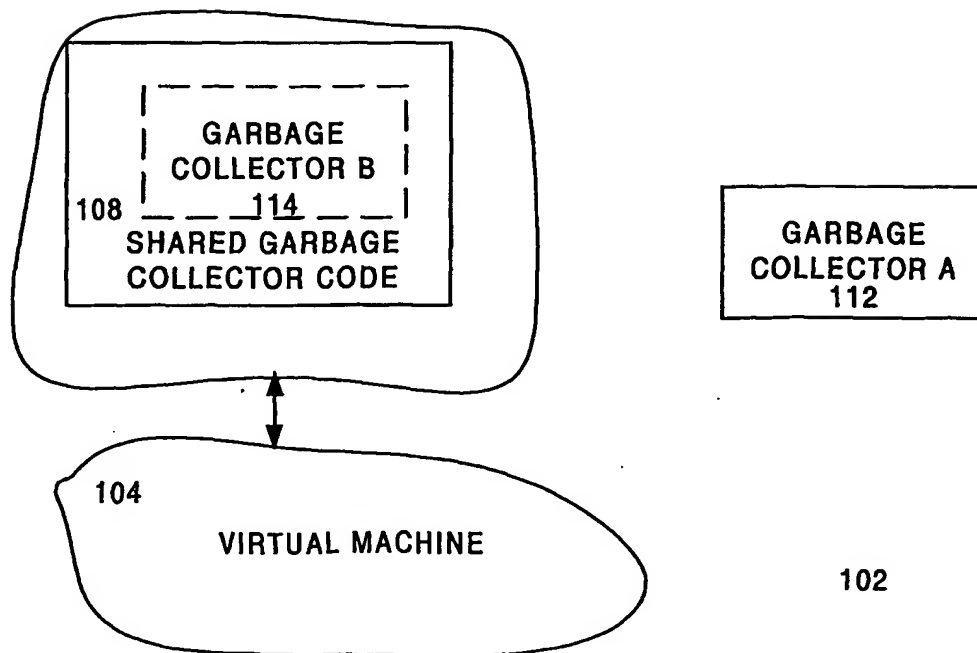 GARBAGE
COLLECTOR B
114
108
SHARED GARBAGE
COLLECTOR CODE
GARBAGE
COLLECTOR A
112
104
VIRTUAL MACHINE
102